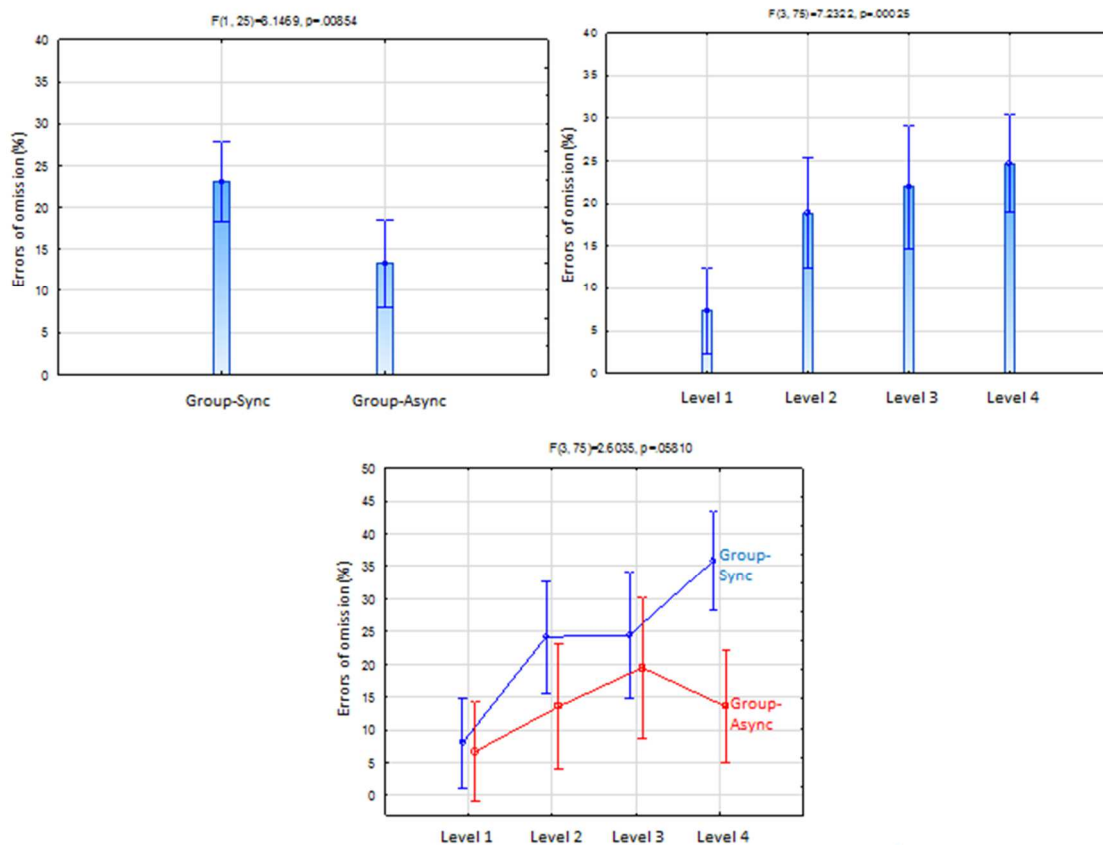 F(1, 25)=8.1469, p=.00854
Errors of omission (%)
40
35
30
25
20
15
10
5
0
Group-Sync Group-Async
F(3, 75)=7.2322, p=.00025
Errors of omission (%)
40
35
30
25
20
15
10
5
0
Level 1 Level 2 Level 3 Level 4
F(3, 75)=2.6035, p=.05810
Errors of omission (%)
50
45
40
35
30
25
20
15
10
5
0
Group-
Sync
Group-
Async
Level 1 Level 2 Level 3 Level 4